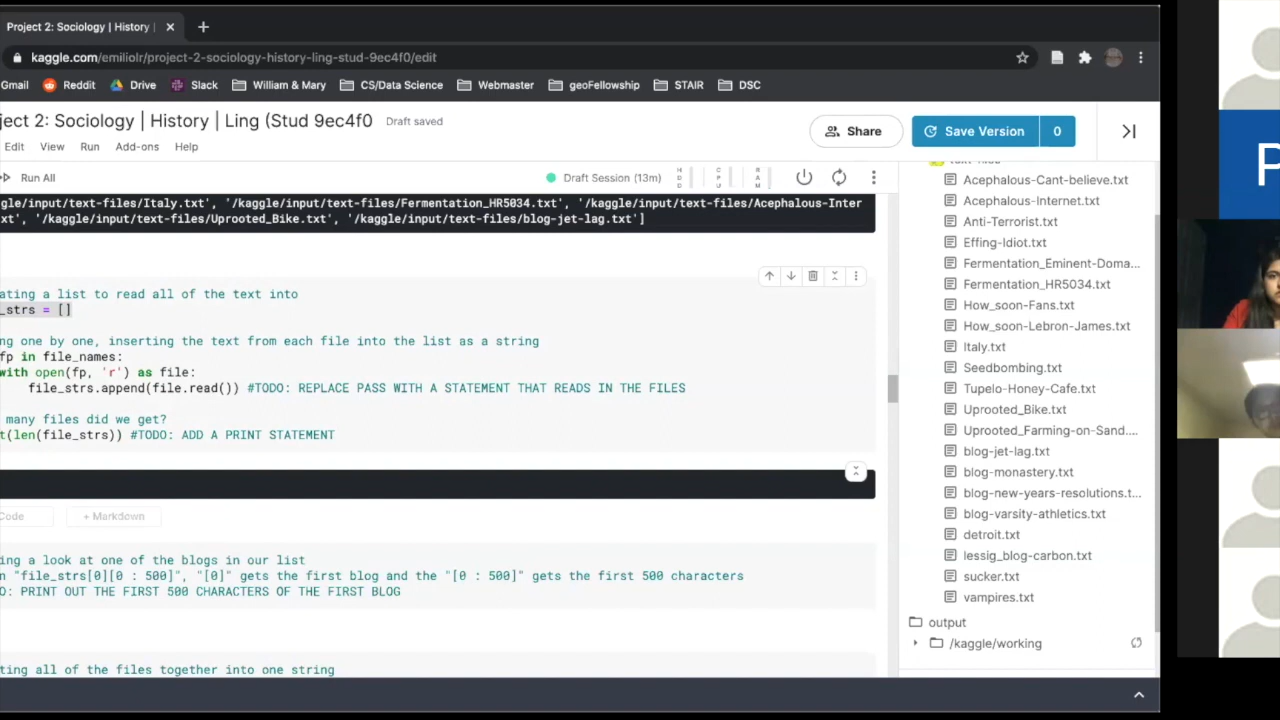 Project 2: Sociology | History |
kaggle.com/emiliolr/project-2-sociology-history-ling-stud-9ec4f0/edit
Gmail Reddit Drive Slack William & Mary CS/Data Science Webmaster geoFellowship STAIR DSC
ject 2: Sociology | History | Ling (Stud 9ec4f0 Draft saved
Share Save Version 0
Edit View Run Add-ons Help
Run All Draft Session (13m) HDD CPU RAM
gle/input/text-files/Italy.txt', '/kaggle/input/text-files/Fermentation_HR5034.txt', '/kaggle/input/text-files/Acephalous-Inter
xt', '/kaggle/input/text-files/Uprooted_Bike.txt', '/kaggle/input/text-files/blog-jet-lag.txt']
ating a list to read all of the text into
_strs = []
ng one by one, inserting the text from each file into the list as a string
fp in file_names:
with open(fp, 'r') as file:
file_strs.append(file.read()) #TODO: REPLACE PASS WITH A STATEMENT THAT READS IN THE FILES
many files did we get?
t(len(file_strs)) #TODO: ADD A PRINT STATEMENT
Code + Markdown
ing a look at one of the blogs in our list
n "file_strs[0][0 : 500]", "[0]" gets the first blog and the "[0 : 500]" gets the first 500 characters
O: PRINT OUT THE FIRST 500 CHARACTERS OF THE FIRST BLOG
ting all of the files together into one string
Acephalous-Cant-believe.txt
Acephalous-Internet.txt
Anti-Terrorist.txt
Effing-Idiot.txt
Fermentation_Eminent-Doma...
Fermentation_HR5034.txt
How_soon-Fans.txt
How_soon-Lebron-James.txt
Italy.txt
Seedbombing.txt
Tupelo-Honey-Cafe.txt
Uprooted_Bike.txt
Uprooted_Farming-on-Sand....
blog-jet-lag.txt
blog-monastery.txt
blog-new-years-resolutions.t...
blog-varsity-athletics.txt
detroit.txt
lessig_blog-carbon.txt
sucker.txt
vampires.txt
output
/kaggle/working
P